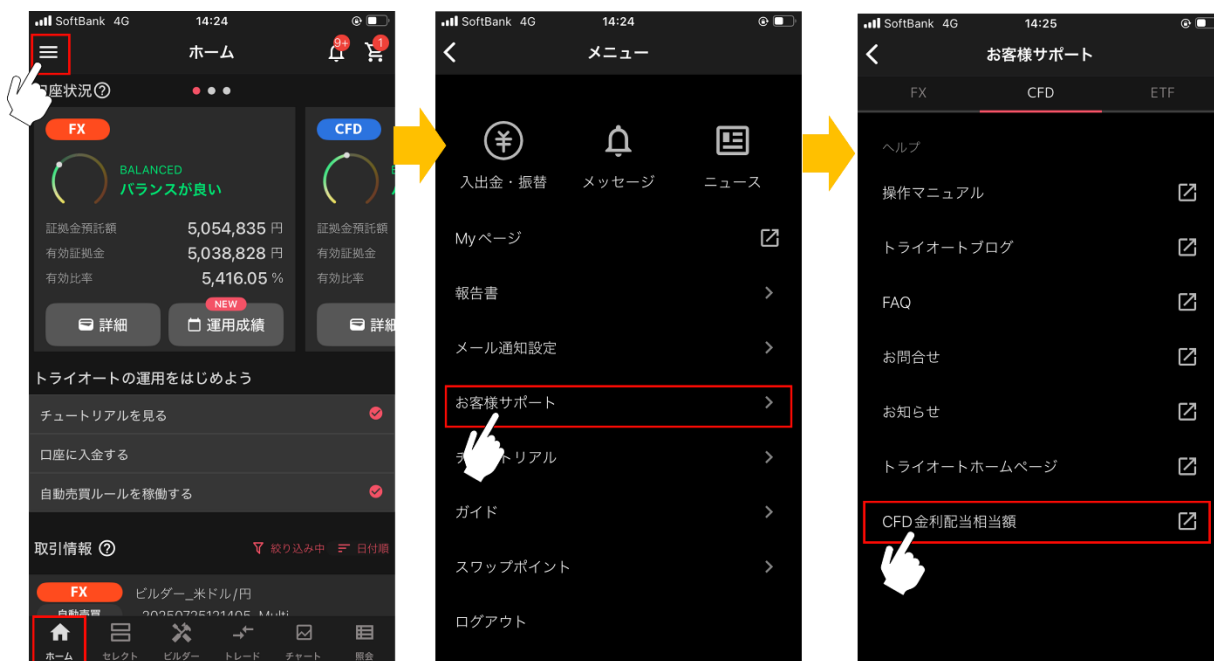 SoftBank 4G 14:24
ホーム
9+
1
口座状況?
FX
BALANCED
バランスが良い
証拠金預託額 5,054,835 円
有効証拠金 5,038,828 円
有効比率 5,416.05 %
NEW
詳細
運用成績
CFD
証拠金預託額
有効証拠金
有効比率
詳細
トライオートの運用をはじめよう
チュートリアルを見る
口座に入金する
自動売買ルールを稼働する
取引情報 ?
絞り込み中
日付順
FX
ビルダー_米ドル/円
自動売買
20250725121405_Multi
ホーム
セレクト
ビルダー
トレード
チャート
照会
SoftBank 4G 14:24
メニュー
入出金・振替
メッセージ
ニュース
Myページ
報告書
メール通知設定
お客様サポート
チュートリアル
ガイド
スワップポイント
ログアウト
SoftBank 4G 14:25
お客様サポート
FX CFD ETF
ヘルプ
操作マニュアル
トライオートブログ
FAQ
お問合せ
お知らせ
トライオートホームページ
CFD金利配当相当額